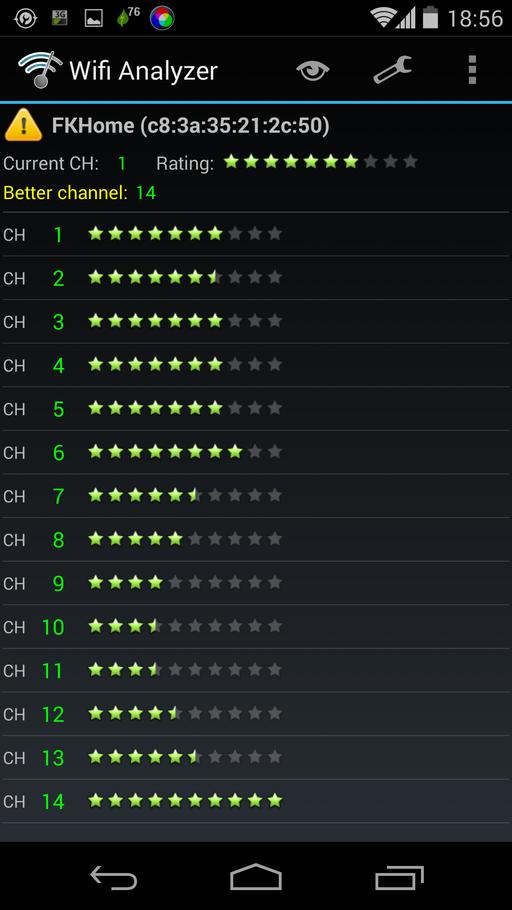 3G 76 18:56
Wifi Analyzer
FKHome (c8:3a:35:21:2c:50)
Current CH: 1 Rating:
Better channel: 14
CH 1
CH 2
CH 3
CH 4
CH 5
CH 6
CH 7
CH 8
CH 9
CH 10
CH 11
CH 12
CH 13
CH 14